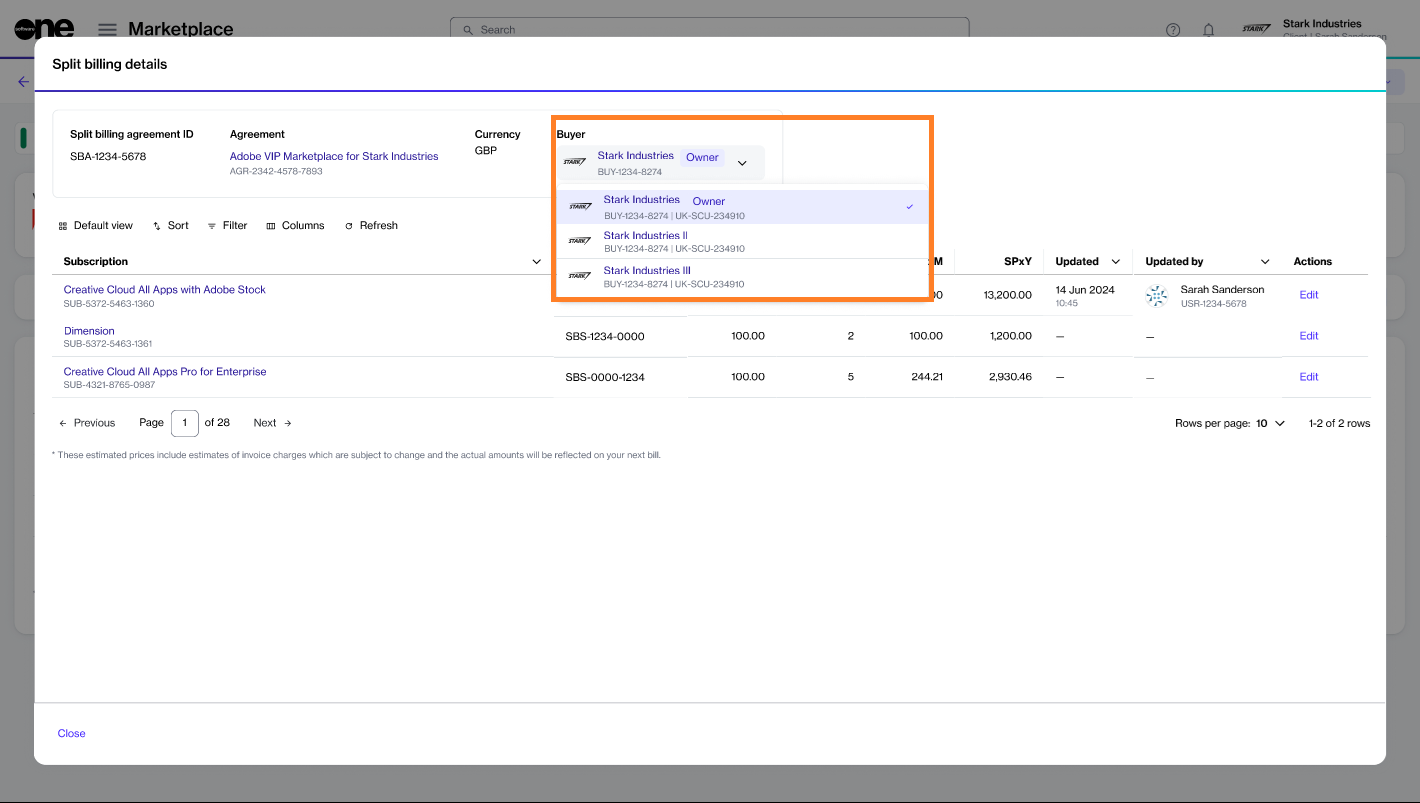 software one
Marketplace
Search
STARK
Stark Industries
Client | Sarah Sanderson
Split billing details
Split billing agreement ID
SBA-1234-5678
Agreement
Adobe VIP Marketplace for Stark Industries
AGR-2342-4578-7893
Currency
GBP
Buyer
STARK
Stark Industries Owner
BUY-1234-8274
STARK
Stark Industries Owner
BUY-1234-8274 | UK-SCU-234910
STARK
Stark Industries II
BUY-1234-8274 | UK-SCU-234910
STARK
Stark Industries III
BUY-1234-8274 | UK-SCU-234910
Default view Sort Filter Columns Refresh
Subscription SPxY Updated Updated by Actions
Creative Cloud All Apps with Adobe Stock 13,200.00 14 Jun 2024 Sarah Sanderson Edit
SUB-5372-5463-1360 10:45 USR-1234-5678
Dimension SBS-1234-0000 100.00 2 100.00 1,200.00 — — Edit
SUB-5372-5463-1361
Creative Cloud All Apps Pro for Enterprise SBS-0000-1234 100.00 5 244.21 2,930.46 — — Edit
SUB-4321-8765-0987
Previous Page 1 of 28 Next Rows per page: 10 1-2 of 2 rows
* These estimated prices include estimates of invoice charges which are subject to change and the actual amounts will be reflected on your next bill.
Close